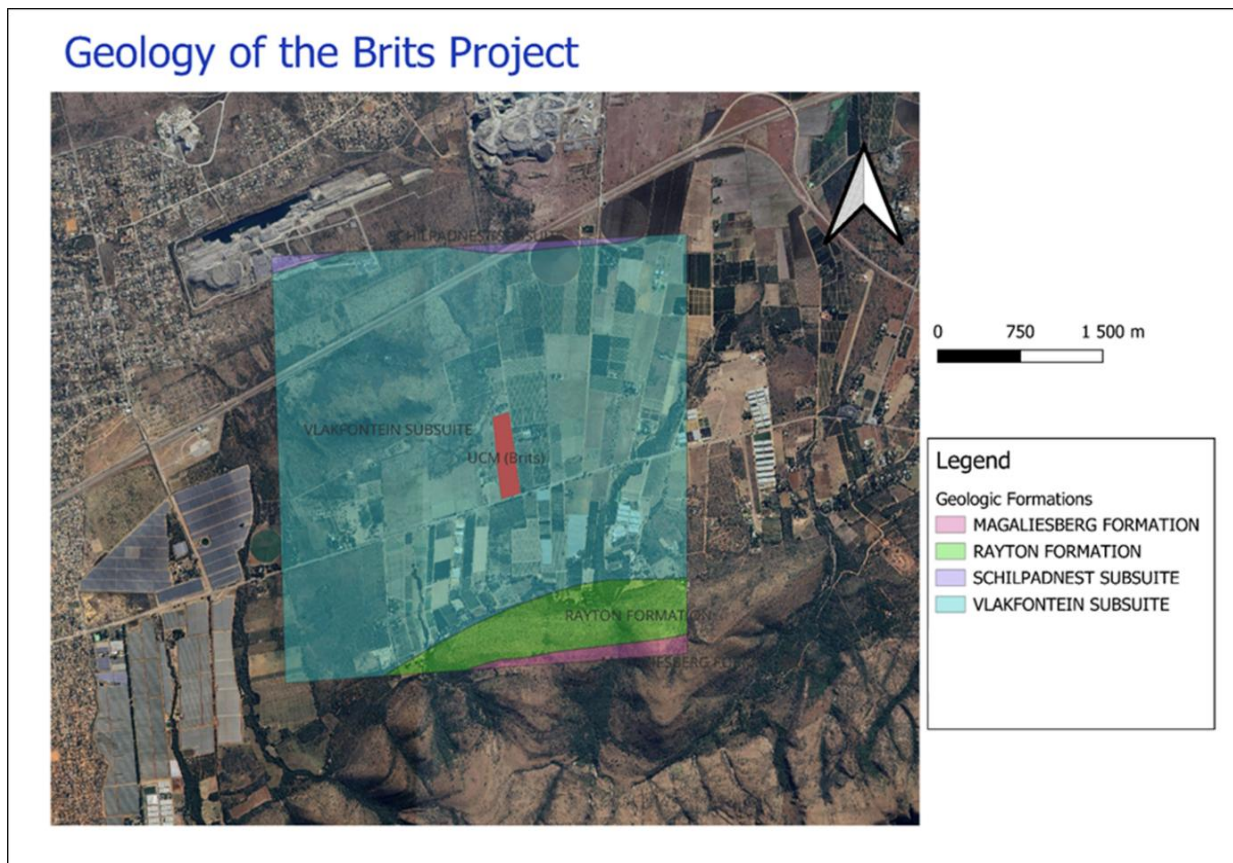 Geology of the Brits Project
SCHILPADNEST SUBSUITE
VLAKFONTEIN SUBSUITE
UCM (Brits)
RAYTON FORMATION
0 750 1 500 m
Legend
Geologic Formations
MAGALIESBERG FORMATION
RAYTON FORMATION
SCHILPADNEST SUBSUITE
VLAKFONTEIN SUBSUITE